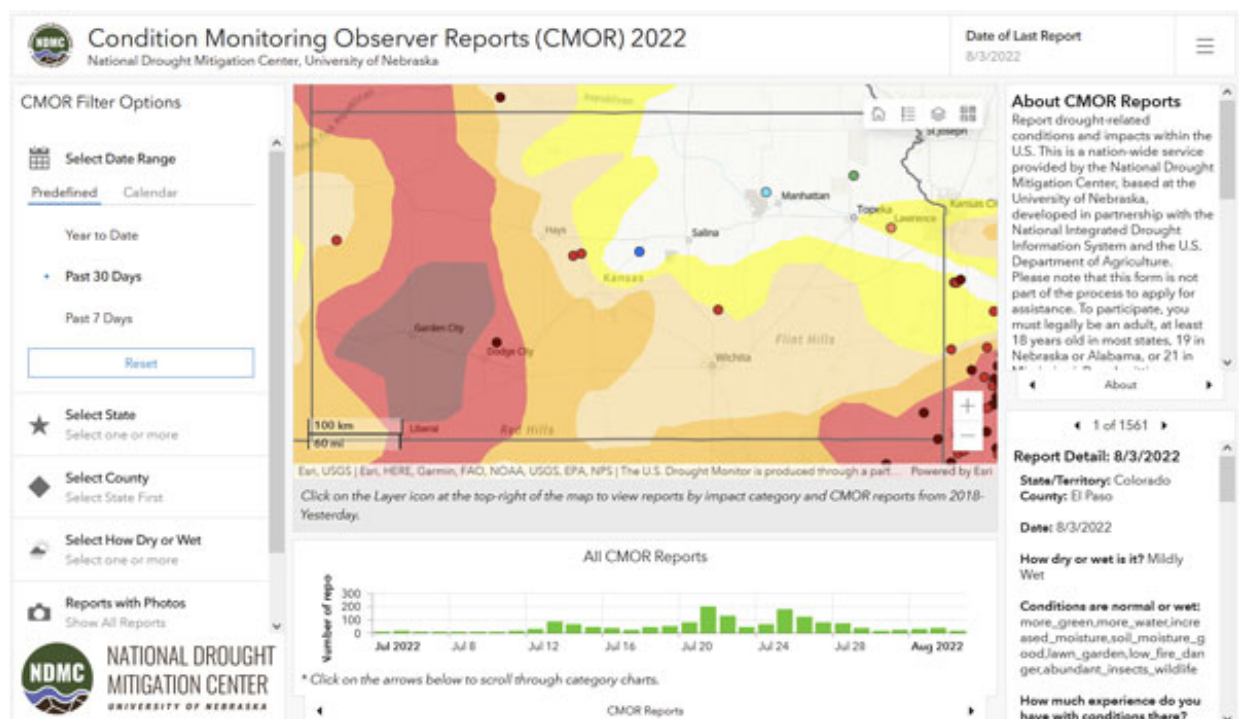 NDMC
Condition Monitoring Observer Reports (CMOR) 2022
National Drought Mitigation Center, University of Nebraska
Date of Last Report
8/3/2022
CMOR Filter Options
Select Date Range
Predefined Calendar
Year to Date
Past 30 Days
Past 7 Days
Reset
Select State
Select one or more
Select County
Select State First
Select How Dry or Wet
Select one or more
Reports with Photos
Show All Reports
NDMC
NATIONAL DROUGHT
MITIGATION CENTER
UNIVERSITY OF NEBRASKA
Republican
St Joseph
Manhattan
Topeka
Lawrence
Kansas Ci
Hays
Salina
Kansas
Garden City
Dodge City
Wichita
Flint Hills
Liberal
Red Hills
100 km
60 mi
+
−
Esri, USGS | Esri, HERE, Garmin, FAO, NOAA, USGS, EPA, NPS | The U.S. Drought Monitor is produced through a part... Powered by Esri
Click on the Layer icon at the top-right of the map to view reports by impact category and CMOR reports from 2018-
Yesterday.
All CMOR Reports
Number of repo
300
200
100
0
Jul 2022 Jul 8 Jul 12 Jul 16 Jul 20 Jul 24 Jul 28 Aug 2022
* Click on the arrows below to scroll through category charts.
CMOR Reports
About CMOR Reports
Report drought-related
conditions and impacts within the
U.S. This is a nation-wide service
provided by the National Drought
Mitigation Center, based at the
University of Nebraska,
developed in partnership with the
National Integrated Drought
Information System and the U.S.
Department of Agriculture.
Please note that this form is not
part of the process to apply for
assistance. To participate, you
must legally be an adult, at least
18 years old in most states, 19 in
Nebraska or Alabama, or 21 in
About
1 of 1561
Report Detail: 8/3/2022
State/Territory: Colorado
County: El Paso
Date: 8/3/2022
How dry or wet is it? Mildly
Wet
Conditions are normal or wet:
more_green,more_water,incre
ased_moisture,soil_moisture_g
ood,lawn_garden,low_fire_dan
ger,abundant_insects_wildlife
How much experience do you
have with conditions there?